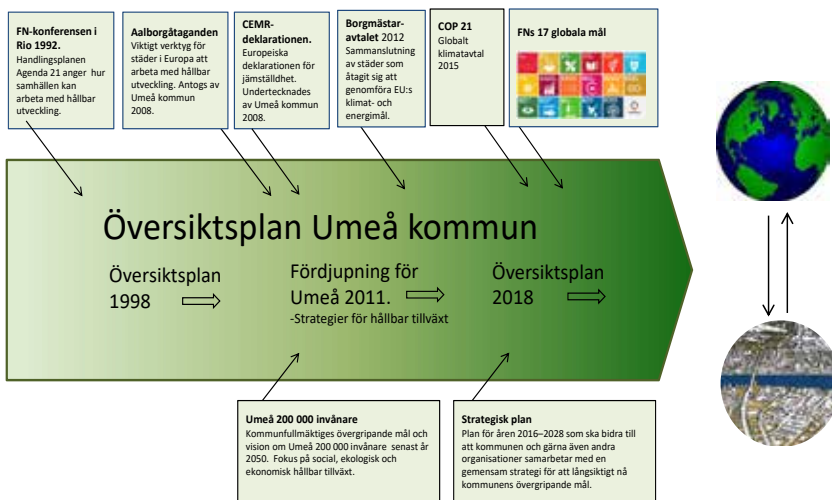 FN-konferensen i
Rio 1992.
Handlingsplanen
Agenda 21 anger hur
samhällen kan
arbeta med hållbar
utveckling.
Aalborgåtaganden
Viktigt verktyg för
städer i Europa att
arbeta med hållbar
utveckling. Antogs av
Umeå kommun
2008.
CEMR-
deklarationen.
Europeiska
deklarationen för
jämställdhet.
Undertecknades
av Umeå kommun
2008.
Borgmästar-
avtalet 2012
Sammanslutning
av städer som
åtagit sig att
genomföra EU:s
klimat- och
energimål.
COP 21
Globalt
klimatavtal
2015
FNs 17 globala mål
Översiktsplan Umeå kommun
Översiktsplan
1998
Fördjupning för
Umeå 2011.
-Strategier för hållbar tillväxt
Översiktsplan
2018
Umeå 200 000 invånare
Kommunfullmäktiges övergripande mål och
vision om Umeå 200 000 invånare senast år
2050. Fokus på social, ekologisk och
ekonomisk hållbar tillväxt.
Strategisk plan
Plan för åren 2016–2028 som ska bidra till
att kommunen och gärna även andra
organisationer samarbetar med en
gemensam strategi för att långsiktigt nå
kommunens övergripande mål.